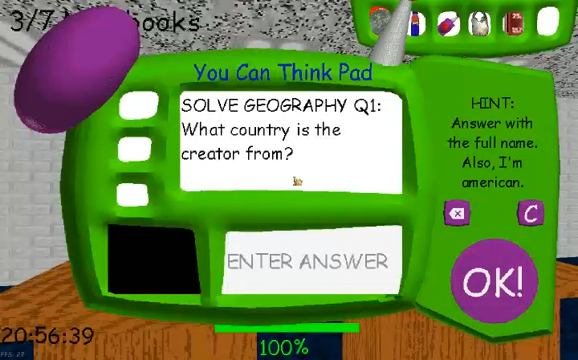 3/7
ooks
You Can Think Pad
SOLVE GEOGRAPHY Q1:
What country is the
creator from?
HINT:
Answer with
the full name.
Also, I'm
american.
C
ENTER ANSWER
OK!
20:56:39
100%